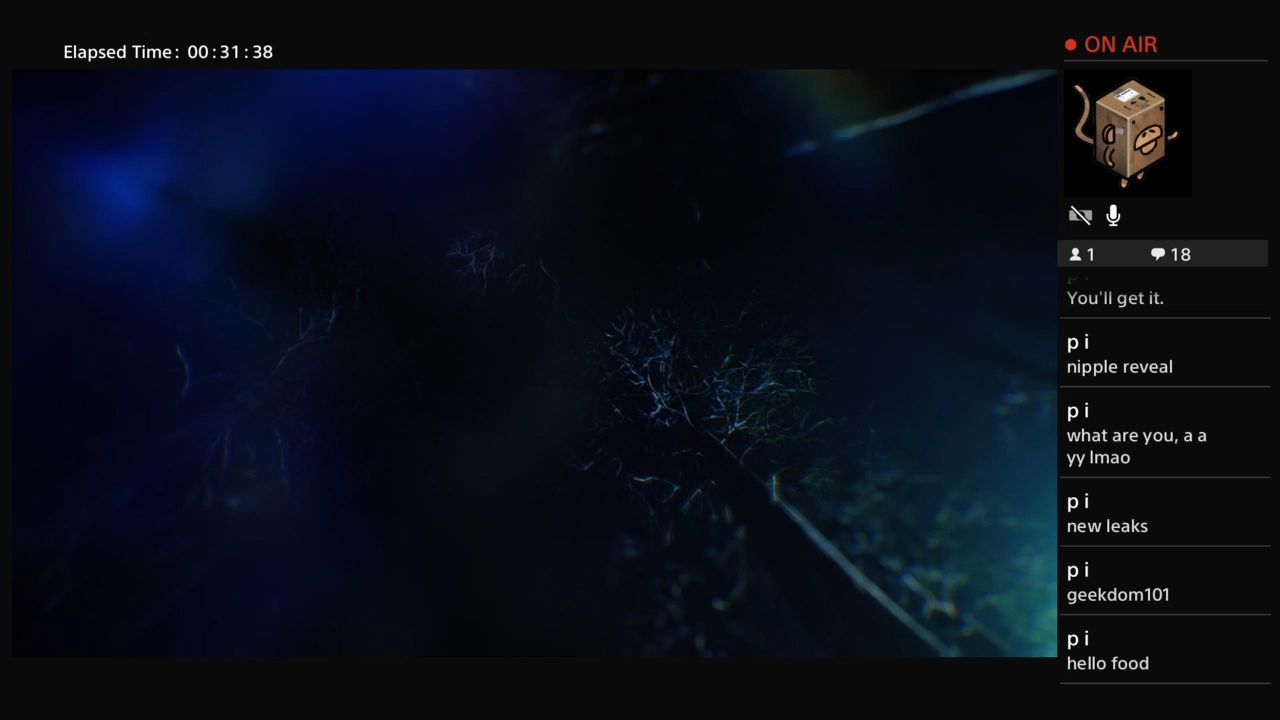 Elapsed Time: 00:31:38
ON AIR
1
18
You'll get it.
p i
nipple reveal
p i
what are you, a a
yy lmao
p i
new leaks
p i
geekdom101
p i
hello food